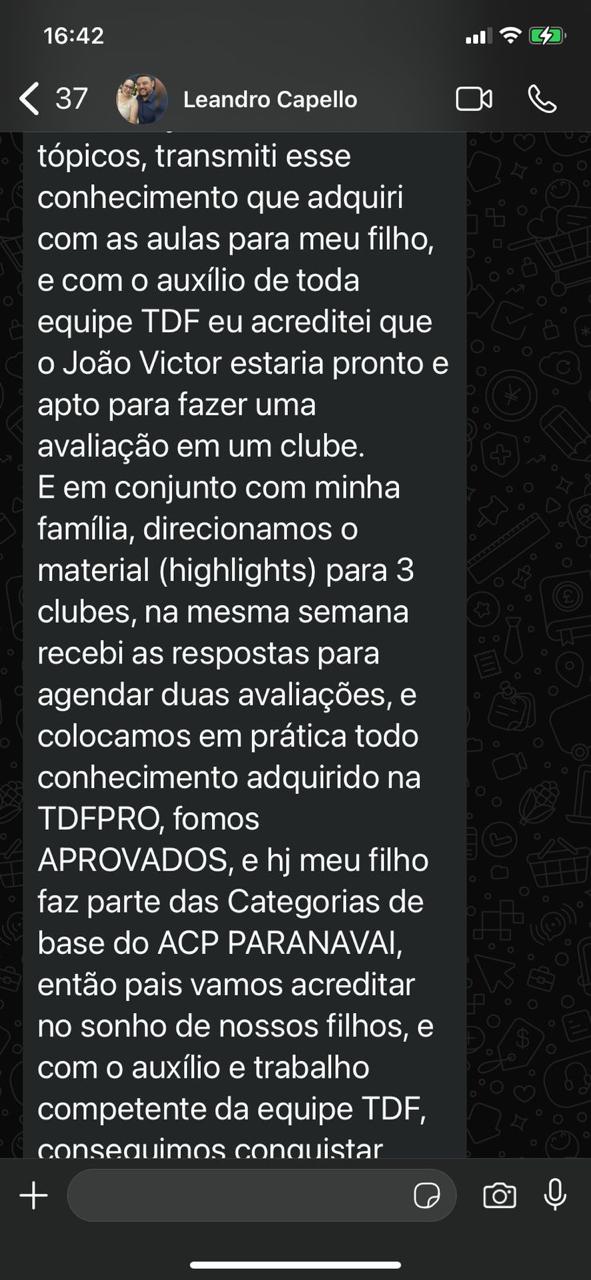 16:42
37
Leandro Capello
tópicos, transmiti esse
conhecimento que adquiri
com as aulas para meu filho,
e com o auxílio de toda
equipe TDF eu acreditei que
o João Victor estaria pronto e
apto para fazer uma
avaliação em um clube.
E em conjunto com minha
família, direcionamos o
material (highlights) para 3
clubes, na mesma semana
recebi as respostas para
agendar duas avaliações, e
colocamos em prática todo
conhecimento adquirido na
TDFPRO, fomos
APROVADOS, e hj meu filho
faz parte das Categorias de
base do ACP PARANAVAI,
então pais vamos acreditar
no sonho de nossos filhos, e
com o auxílio e trabalho
competente da equipe TDF,
conseguimos conquistar